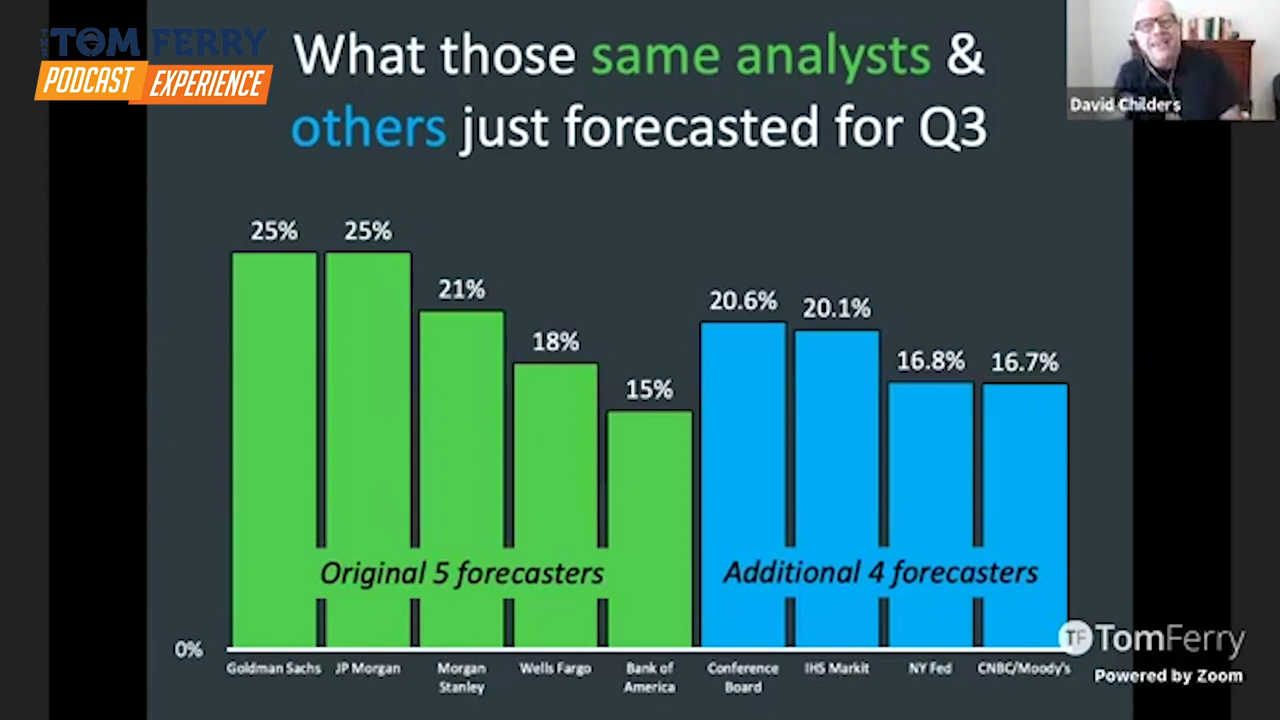 THE TOM FERRY
PODCAST EXPERIENCE
What those same analysts &
others just forecasted for Q3
David Childers
25%
25%
21%
18%
15%
20.6%
20.1%
16.8%
16.7%
Original 5 forecasters
Additional 4 forecasters
0%
Goldman Sachs
JP Morgan
Morgan
Stanley
Wells Fargo
Bank of
America
Conference
Board
IHS Markit
NY Fed
CNBC/Moody's
TF TomFerry
Powered by Zoom